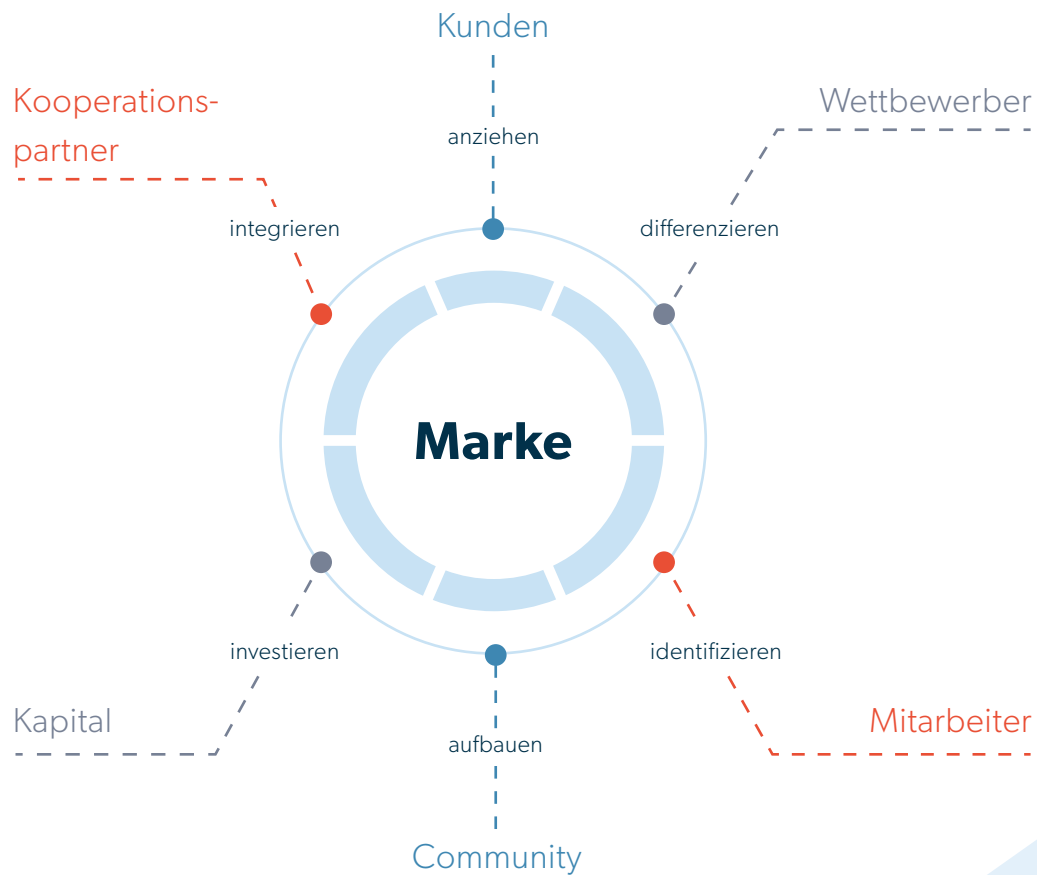 Kunden
Kooperations-
partner
Wettbewerber
anziehen
integrieren
differenzieren
Marke
investieren
identifizieren
Kapital
Mitarbeiter
aufbauen
Community